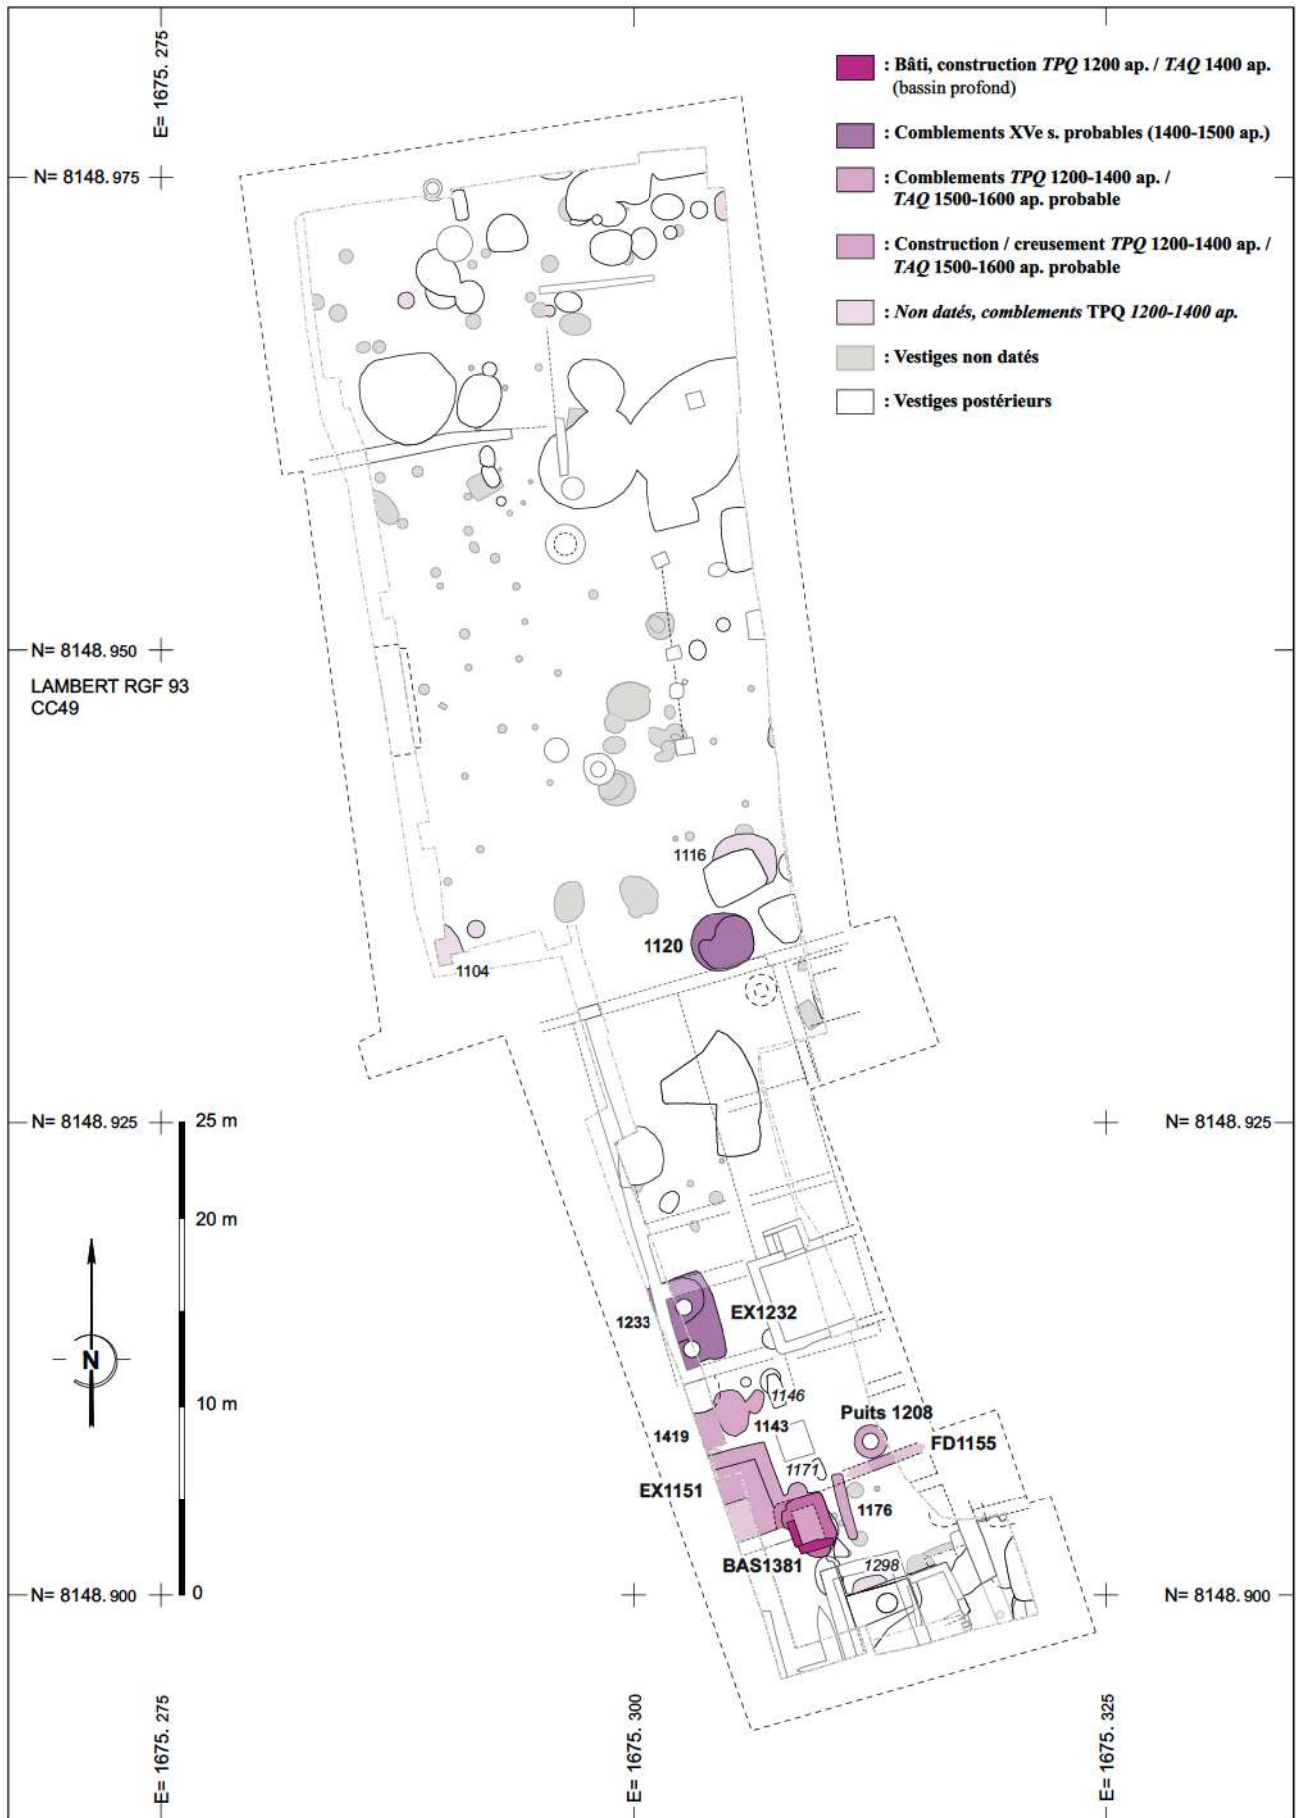 E= 1675. 275
: Bâti, construction TPQ 1200 ap. / TAQ 1400 ap.
(bassin profond)
: Comblements XVe s. probables (1400-1500 ap.)
N= 8148.975
: Comblements TPQ 1200-1400 ap. /
TAQ 1500-1600 ap. probable
: Construction / creusement TPQ 1200-1400 ap. /
TAQ 1500-1600 ap. probable
: Non datés, comblements TPQ 1200-1400 ap.
: Vestiges non datés
: Vestiges postérieurs
N= 8148.950
LAMBERT RGF 93
CC49
1116
1120
1104
N= 8148.925
25 m
N= 8148.925
20 m
1233
EX1232
N
10 m
1146
1143
1419
Puits 1208
FD1155
1171
EX1151
1176
BAS1381
1298
N= 8148.900
0
N= 8148.900
E= 1675. 275
E= 1675. 300
E= 1675. 325